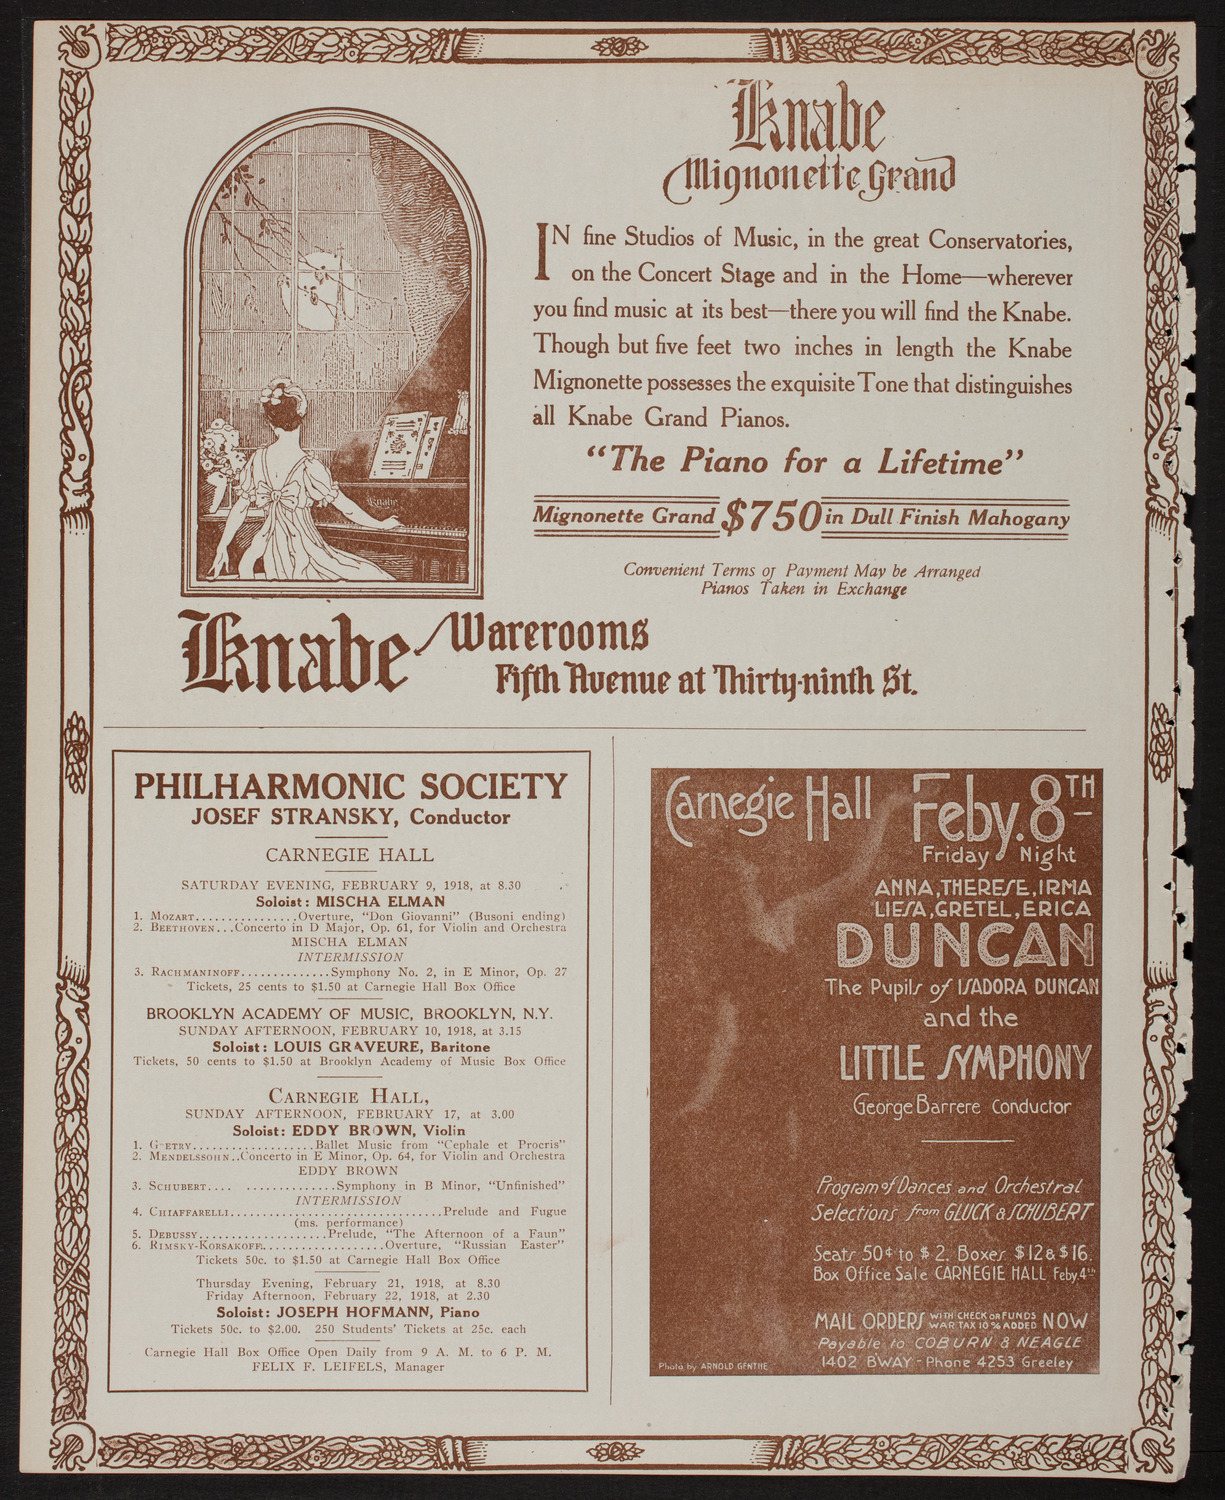 Knabe
Mignonette Grand
IN fine Studios of Music, in the great Conservatories,
on the Concert Stage and in the Home—wherever
you find music at its best—there you will find the Knabe.
Though but five feet two inches in length the Knabe
Mignonette possesses the exquisite Tone that distinguishes
all Knabe Grand Pianos.
"The Piano for a Lifetime"
Mignonette Grand $750 in Dull Finish Mahogany
Convenient Terms of Payment May be Arranged
Pianos Taken in Exchange
Knabe
Knabe Warerooms
Fifth Avenue at Thirty-ninth St.
PHILHARMONIC SOCIETY
JOSEF STRANSKY, Conductor
CARNEGIE HALL
SATURDAY EVENING, FEBRUARY 9, 1918, at 8.30
Soloist: MISCHA ELMAN
1. MOZART...............Overture, "Don Giovanni" (Busoni ending)
2. BEETHOVEN...Concerto in D Major, Op. 61, for Violin and Orchestra
MISCHA ELMAN
INTERMISSION
3. RACHMANINOFF..............Symphony No. 2, in E Minor, Op. 27
Tickets, 25 cents to $1.50 at Carnegie Hall Box Office
BROOKLYN ACADEMY OF MUSIC, BROOKLYN, N.Y.
SUNDAY AFTERNOON, FEBRUARY 10, 1918, at 3.15
Soloist: LOUIS GRAVEURE, Baritone
Tickets, 50 cents to $1.50 at Brooklyn Academy of Music Box Office
CARNEGIE HALL,
SUNDAY AFTERNOON, FEBRUARY 17, at 3.00
Soloist: EDDY BROWN, Violin
1. G ETRY...................Ballet Music from "Cephale et Procris"
2. MENDELSSOHN..Concerto in E Minor, Op. 64, for Violin and Orchestra
EDDY BROWN
3. SCHUBERT.... ..............Symphony in B Minor, "Unfinished"
INTERMISSION
4. CHIAFFARELLI.................................Prelude and Fugue
(ms. performance)
5. DEBUSSY....................Prelude, "The Afternoon of a Faun"
6. RIMSKY-KORSAKOFF...................Overture, "Russian Easter"
Tickets 50c. to $1.50 at Carnegie Hall Box Office
Thursday Evening, February 21, 1918, at 8.30
Friday Afternoon, February 22, 1918, at 2.30
Soloist: JOSEPH HOFMANN, Piano
Tickets 50c. to $2.00. 250 Students' Tickets at 25c. each
Carnegie Hall Box Office Open Daily from 9 A. M. to 6 P. M.
FELIX F. LEIFELS, Manager
Carnegie Hall Feby. 8TH
Friday Night
ANNA, THERESE, IRMA
LIESA, GRETEL, ERICA
DUNCAN
The Pupils of ISADORA DUNCAN
and the
LITTLE SYMPHONY
George Barrere Conductor
Program of Dances and Orchestral
Selections from GLUCK & SCHUBERT
Seats 50¢ to $2. Boxes $12 & $16.
Box Office Sale CARNEGIE HALL Feby. 4th
MAIL ORDERS WITH CHECK OR FUNDS WAR TAX 10% ADDED NOW
Payable to COBURN & NEAGLE
1402 B'WAY - Phone 4253 Greeley
Photo by ARNOLD GENTHE